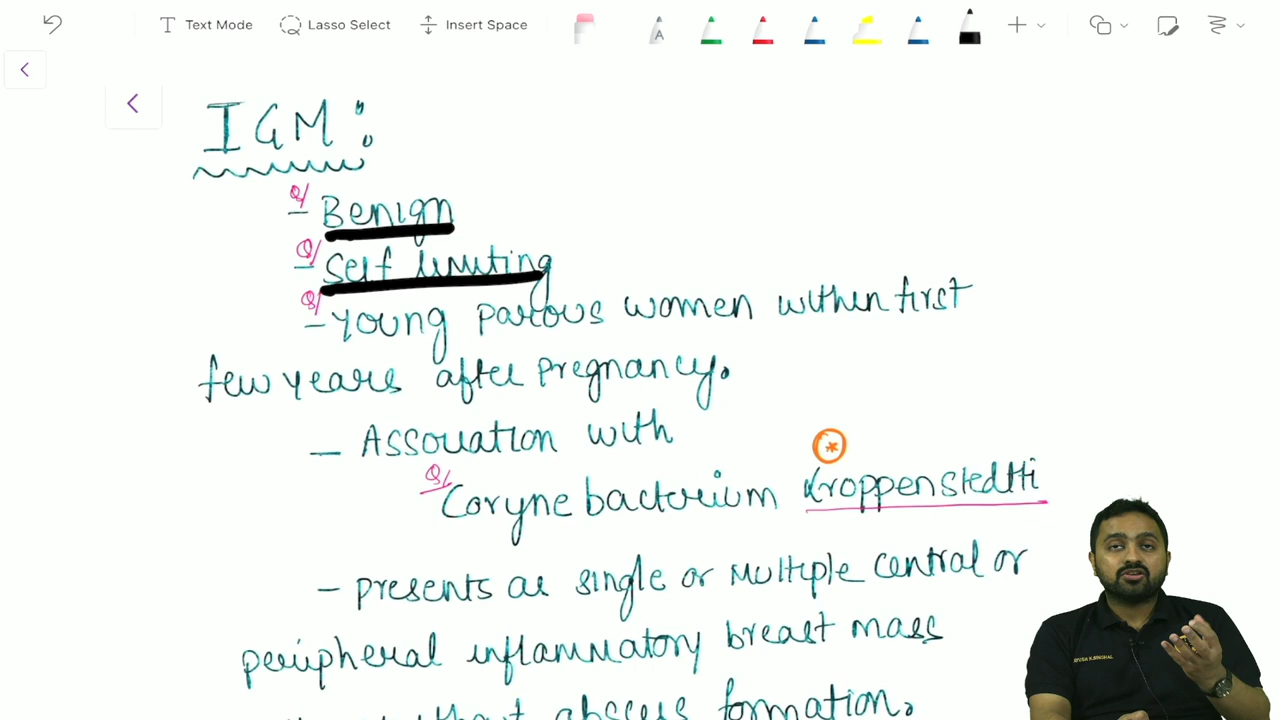 Text Mode Lasso Select Insert Space
A
IGM:
Q/
- Benign
Q/
- Self limiting
Q/
- Young parous women within first
few years after pregnancy.
- Association with
Q/
Corynebacterium Kroppenstedtti
- presents as single or multiple central or
peripheral inflammatory breast mass
abscess formation.